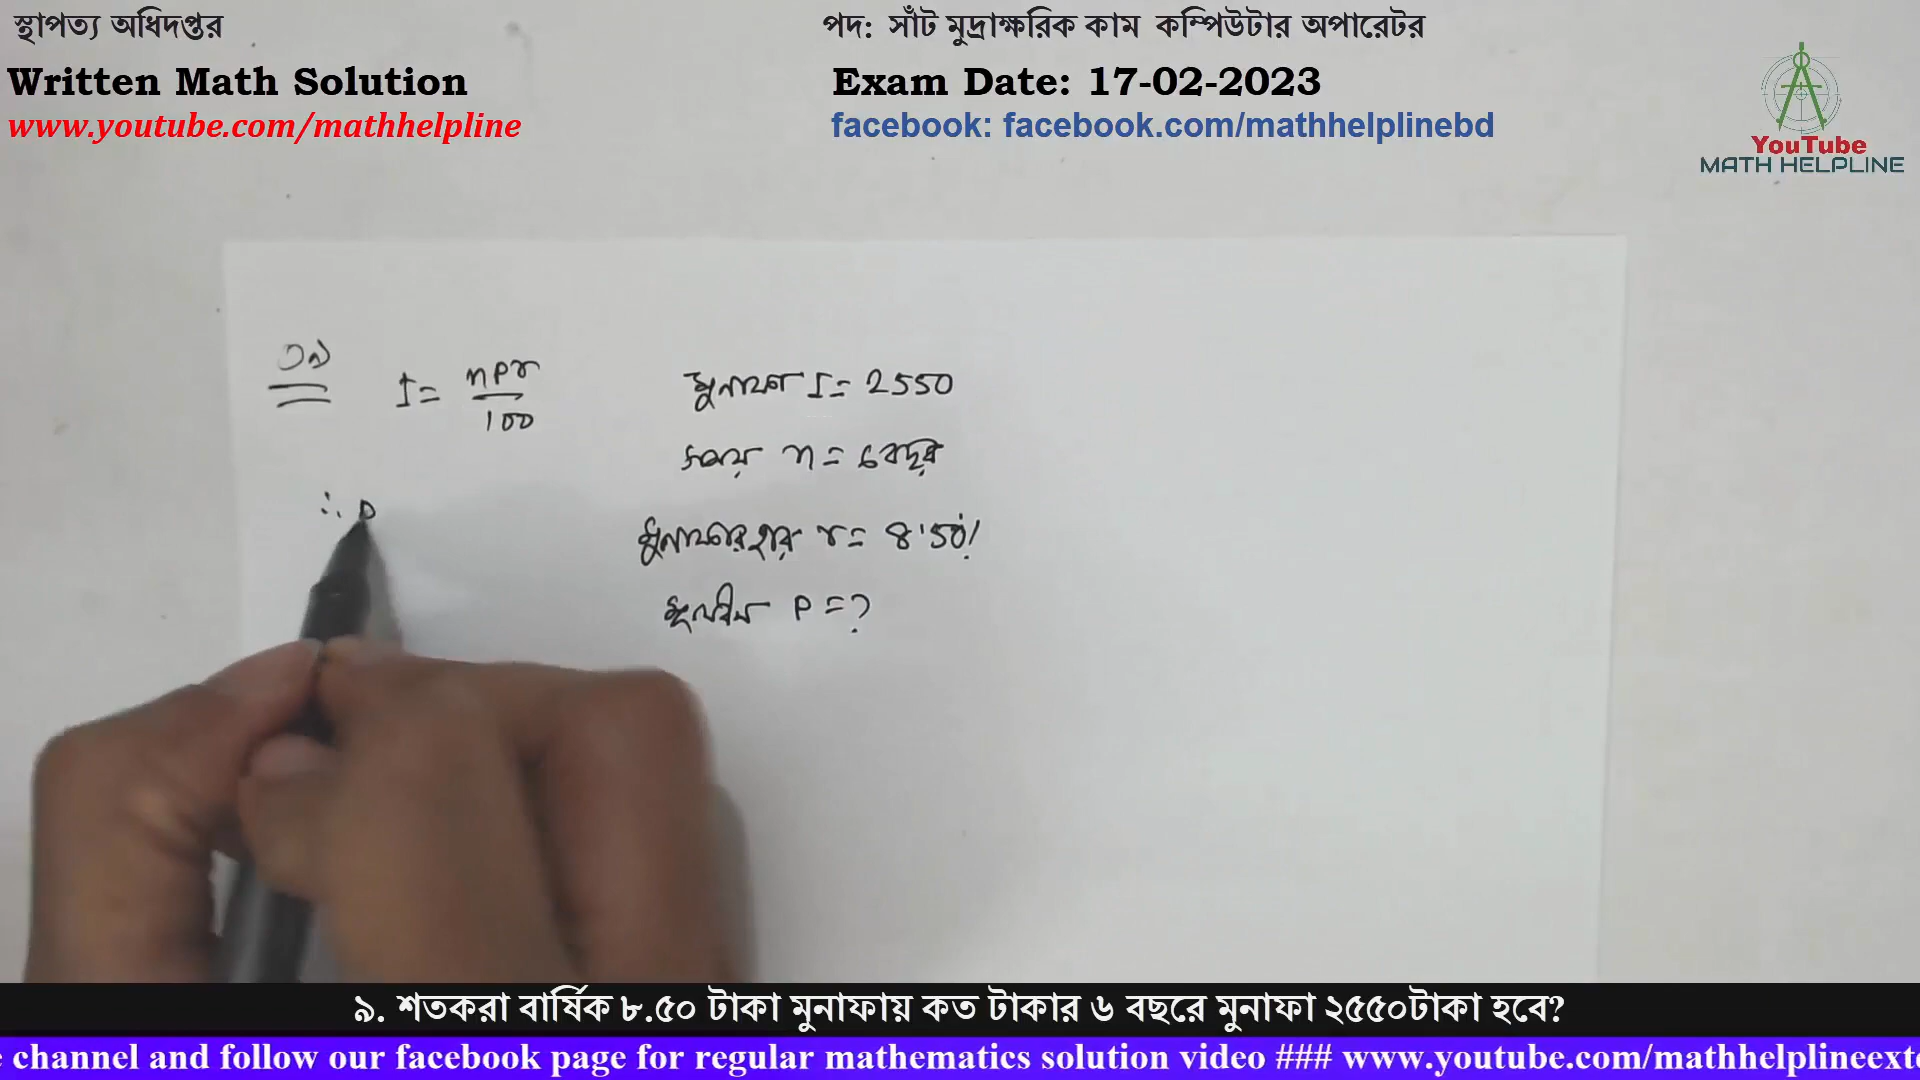 স্থাপত্য অধিদপ্তর
পদ: সাঁট মুদ্রাক্ষরিক কাম কম্পিউটার অপারেটর
Written Math Solution
Exam Date: 17-02-2023
www.youtube.com/mathhelpline
facebook: facebook.com/mathhelplinebd
YouTube
MATH HELPLINE
I = npr/100
মুনাফা I = 2550
সময় n = ৬ বছর
মুনাফার হার r = 8.50%
মূলধন P = ?
∴ P
৯. শতকরা বার্ষিক ৮.৫০ টাকা মুনাফায় কত টাকার ৬ বছরে মুনাফা ২৫৫০টাকা হবে?
channel and follow our facebook page for regular mathematics solution video ### www.youtube.com/mathhelplineexte